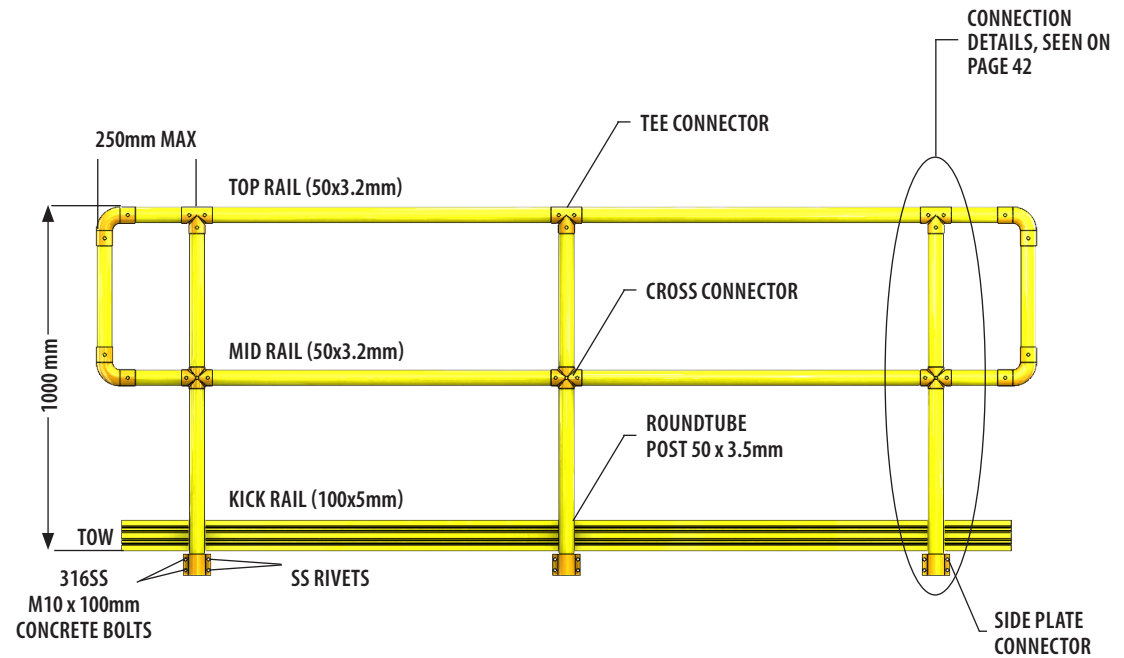 CONNECTION
DETAILS, SEEN ON
PAGE 42
TEE CONNECTOR
250mm MAX
TOP RAIL (50x3.2mm)
CROSS CONNECTOR
MID RAIL (50x3.2mm)
1000 mm
ROUNDTUBE
POST 50 x 3.5mm
KICK RAIL (100x5mm)
TOW
316SS
M10 x 100mm
CONCRETE BOLTS
SS RIVETS
SIDE PLATE
CONNECTOR